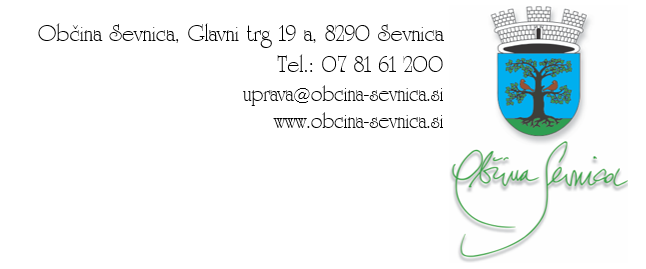 Občina Sevnica, Glavni trg 19 a, 8290 Sevnica
Tel.: 07 81 61 200
uprava@obcina-sevnica.si
www.obcina-sevnica.si
Občina Sevnica